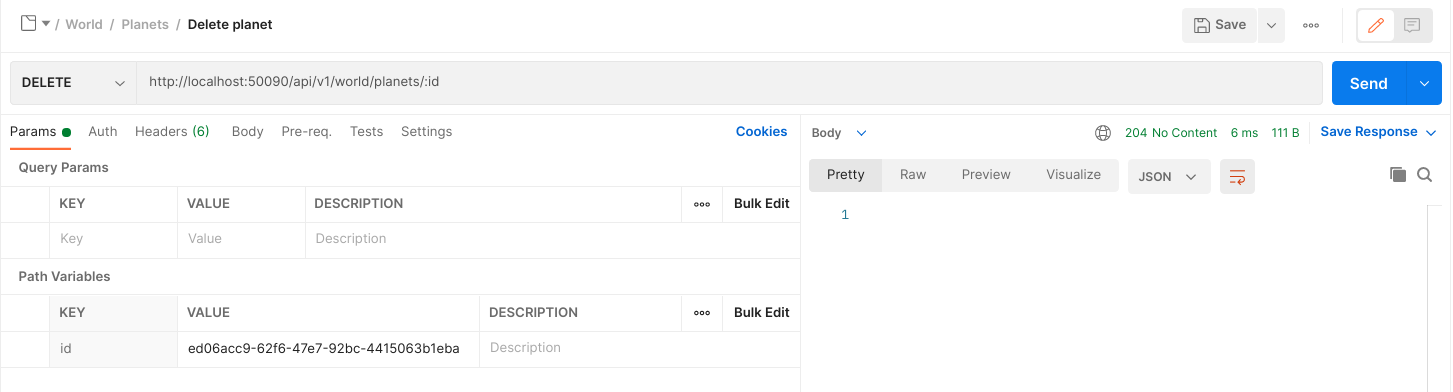 / World / Planets / Delete planet
Save
DELETE
http://localhost:50090/api/v1/world/planets/:id
Send
Params Auth Headers (6) Body Pre-req. Tests Settings Cookies
Query Params
KEY VALUE DESCRIPTION Bulk Edit
Key Value Description
Path Variables
KEY VALUE DESCRIPTION Bulk Edit
id ed06acc9-62f6-47e7-92bc-4415063b1eba Description
Body 204 No Content 6 ms 111 B Save Response
Pretty Raw Preview Visualize JSON
1